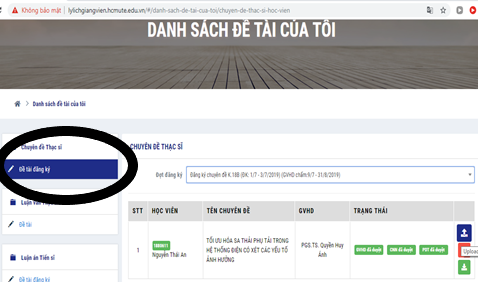 Không bảo mật | lylichgiangvien.hcmute.edu.vn/#/danh-sach-de-tai-cua-toi/chuyen-de-thac-si-hoc-vien
DANH SÁCH ĐỀ TÀI CỦA TÔI
Danh sách đề tài của tôi
Chuyên đề Thạc sĩ
Đề tài đăng ký
Luận văn
Đề tài
Luận án Tiến sĩ
Đề tài đăng ký
CHUYÊN ĐỀ THẠC SĨ
Đợt đăng ký
Đăng ký chuyên đề K.18B (ĐK: 1/7 - 3/7/2019) (GVHD chấm:9/7 - 31/8/2019)
STT HỌC VIÊN TÊN CHUYÊN ĐỀ GVHD TRẠNG THÁI
1
Nguyễn Thái An
TỐI ƯU HÓA SA THẢI PHỤ TẢI TRONG
HỆ THỐNG ĐIỆN CÓ XÉT CÁC YẾU TỐ
ẢNH HƯỞNG
PGS.TS. Quyền Huy
Ánh
GVHD đã duyệt CNN đã duyệt PĐT đã duyệt
Upload